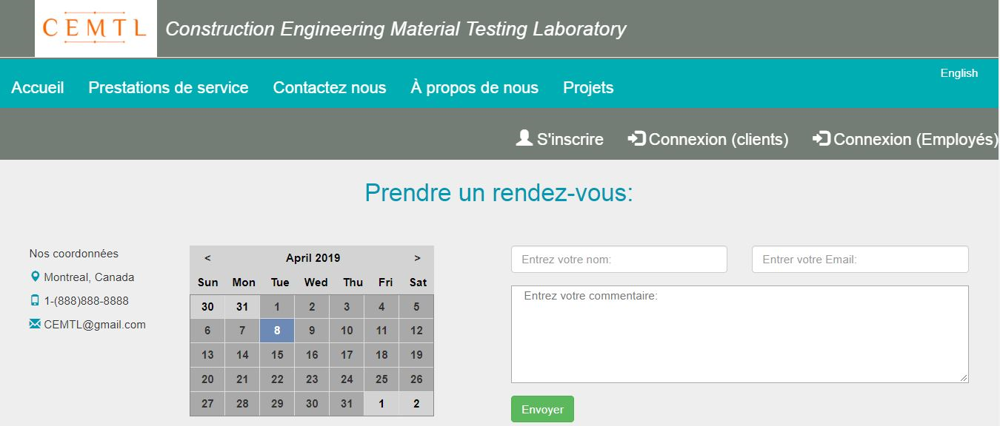 CEMTL
Construction Engineering Material Testing Laboratory
English
Accueil Prestations de service Contactez nous À propos de nous Projets
S'inscrire Connexion (clients) Connexion (Employés)
Prendre un rendez-vous:
Nos coordonnées
Montreal, Canada
1-(888)888-8888
CEMTL@gmail.com
< April 2019 >
Sun Mon Tue Wed Thu Fri Sat
30 31 1 2 3 4 5
6 7 8 9 10 11 12
13 14 15 16 17 18 19
20 21 22 23 24 25 26
27 28 29 30 31 1 2
Entrez votre nom: Entrer votre Email:
Entrez votre commentaire:
Envoyer